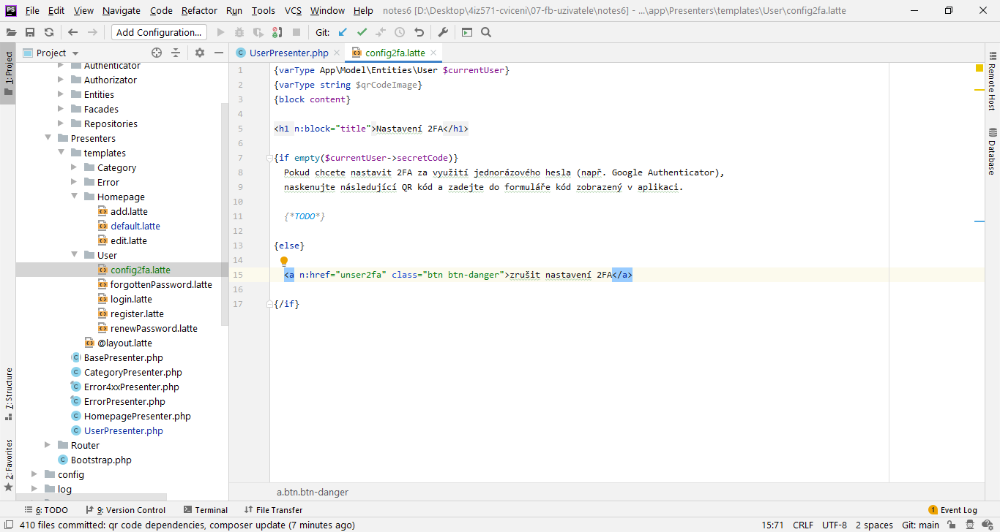 PS File Edit View Navigate Code Refactor Run Tools VCS Window Help notes6 [D:\Desktop\4iz571-cviceni\07-fb-uzivatele\notes6] - ...\app\Presenters\templates\User\config2fa.latte
Add Configuration... Git:
1: Project
7: Structure
2: Favorites
Project
Authenticator
Authorizator
Entities
Facades
Repositories
Presenters
templates
Category
Error
Homepage
add.latte
default.latte
edit.latte
User
config2fa.latte
forgottenPassword.latte
login.latte
register.latte
renewPassword.latte
@layout.latte
BasePresenter.php
CategoryPresenter.php
Error4xxPresenter.php
ErrorPresenter.php
HomepagePresenter.php
UserPresenter.php
Router
Bootstrap.php
config
log
UserPresenter.php config2fa.latte
1 {varType App\Model\Entities\User $currentUser}
2 {varType string $qrCodeImage}
3 {block content}
4
5 <h1 n:block="title">Nastavení 2FA</h1>
6
7 {if empty($currentUser->secretCode)}
8 Pokud chcete nastavit 2FA za využití jednorázového hesla (např. Google Authenticator),
9 naskenujte následující QR kód a zadejte do formuláře kód zobrazený v aplikaci.
10
11 {*TODO*}
12
13 {else}
14
15 <a n:href="unser2fa" class="btn btn-danger">zrušit nastavení 2FA</a>
16
17 {/if}
a.btn.btn-danger
Remote Host
Database
6: TODO 9: Version Control Terminal File Transfer 1 Event Log
410 files committed: qr code dependencies, composer update (7 minutes ago) 15:71 CRLF UTF-8 2 spaces Git: main